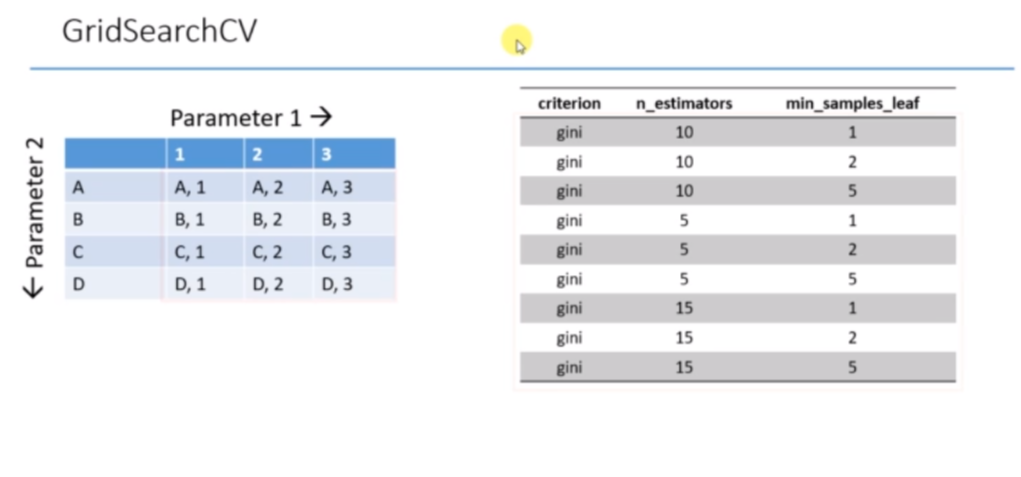 GridSearchCV
Parameter 1 →
← Parameter 2
1 2 3
A A, 1 A, 2 A, 3
B B, 1 B, 2 B, 3
C C, 1 C, 2 C, 3
D D, 1 D, 2 D, 3
criterion n_estimators min_samples_leaf
gini 10 1
gini 10 2
gini 10 5
gini 5 1
gini 5 2
gini 5 5
gini 15 1
gini 15 2
gini 15 5